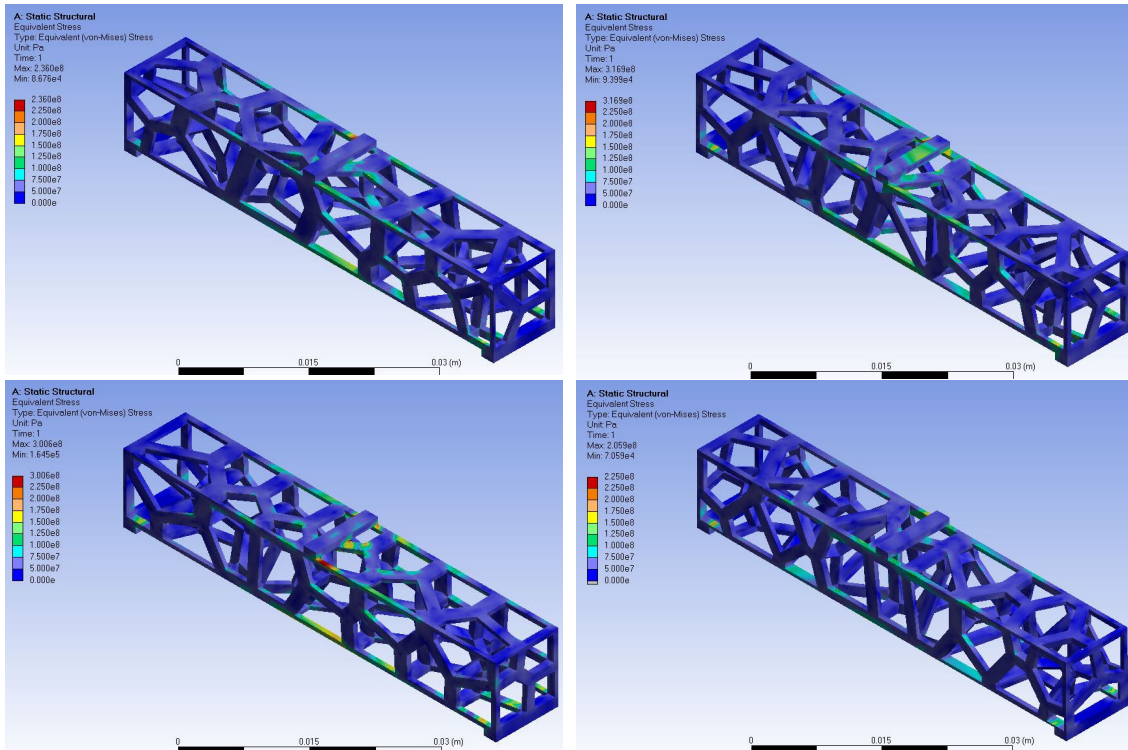 A: Static Structural
Equivalent Stress
Type: Equivalent (von-Mises) Stress
Unit: Pa
Time: 1
Max: 2.360e8
Min: 8.676e4
2.360e8
2.250e8
2.000e8
1.750e8
1.500e8
1.250e8
1.000e8
7.500e7
5.000e7
0.000e
0
0.015
0.03 (m)
A: Static Structural
Equivalent Stress
Type: Equivalent (von-Mises) Stress
Unit: Pa
Time: 1
Max: 3.169e8
Min: 9.399e4
3.169e8
2.250e8
2.000e8
1.750e8
1.500e8
1.250e8
1.000e8
7.500e7
5.000e7
0.000e
0
0.015
0.03 (m)
A: Static Structural
Equivalent Stress
Type: Equivalent (von-Mises) Stress
Unit: Pa
Time: 1
Max: 3.006e8
Min: 1.645e5
3.006e8
2.250e8
2.000e8
1.750e8
1.500e8
1.250e8
1.000e8
7.500e7
5.000e7
0.000e
0
0.015
0.03 (m)
A: Static Structural
Equivalent Stress
Type: Equivalent (von-Mises) Stress
Unit: Pa
Time: 1
Max: 2.059e8
Min: 7.059e4
2.250e8
2.000e8
1.750e8
1.500e8
1.250e8
1.000e8
7.500e7
5.000e7
0.000e
0
0.015
0.03 (m)